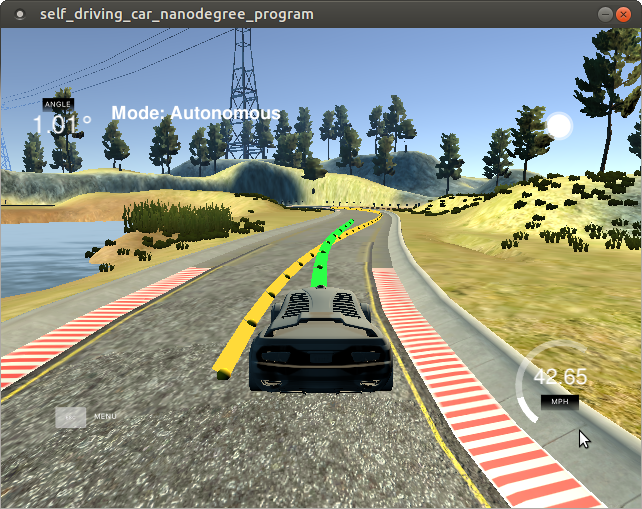 self_driving_car_nanodegree_program
ANGLE
1.01°
Mode: Autonomous
42.65
MPH
MENU